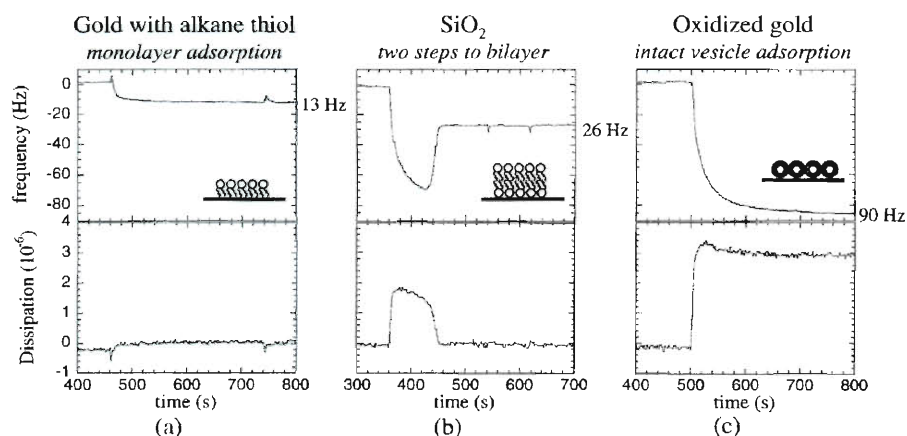 Gold with alkane thiol
monolayer adsorption
SiO₂
two steps to bilayer
Oxidized gold
intact vesicle adsorption
frequency (Hz)
0
-20
-40
-60
-80
13 Hz
26 Hz
90 Hz
Dissipation (10⁻⁶)
4
3
2
1
0
-1
400 500 600 700 800
300 400 500 600 700
400 500 600 700 800
time (s)
time (s)
time (s)
(a)
(b)
(c)